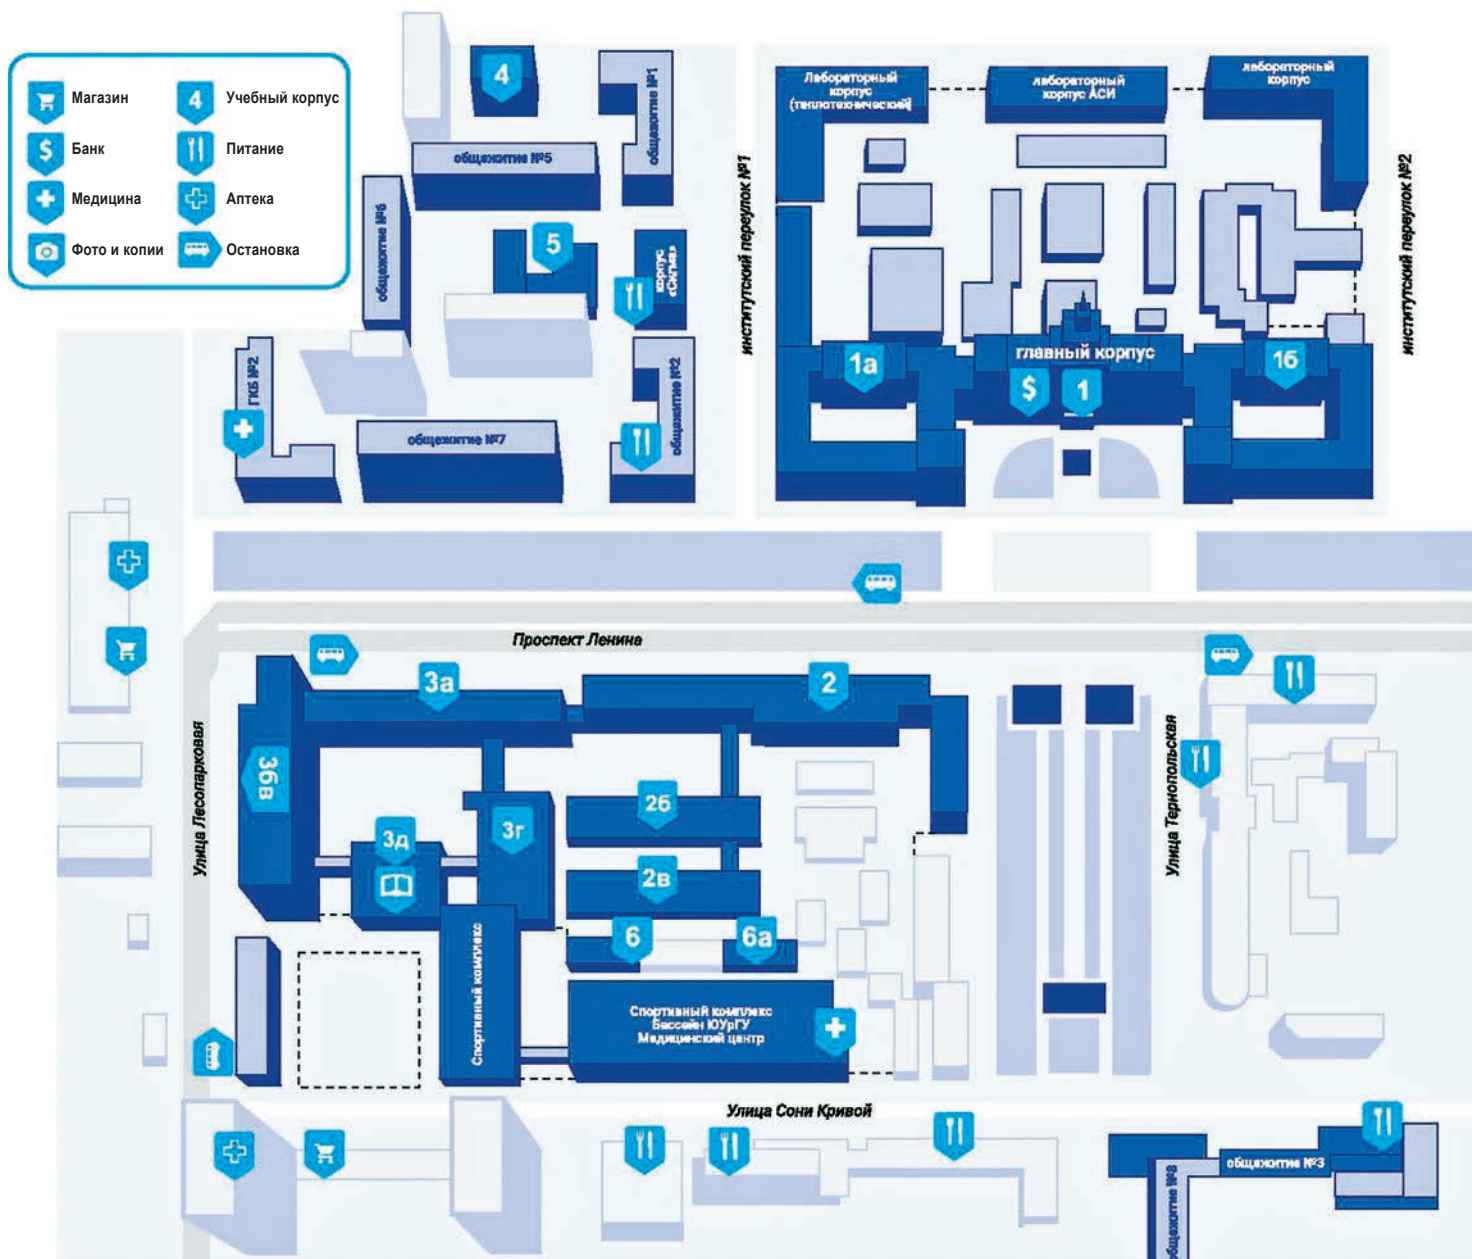 Магазин
4
Учебный корпус
$
Банк
Питание
Медицина
Аптека
Фото и копии
Остановка
4
общежитие №1
общежитие №5
общежитие №6
5
корпус
«Сигма»
ГКБ №2
общежитие №2
общежитие №7
институтский переулок №1
Лабораторный
корпус
(теплотехнический)
лабораторный
корпус АСИ
лабораторный
корпус
институтский переулок №2
1а
главный корпус
$
1
1б
Проспект Ленина
3а
2
Улица Лесопарковая
3бв
3д
3г
2б
2в
6
6а
Спортивный комплекс
Спортивный комплекс
Бассейн ЮУрГУ
Медицинский центр
Улица Тернопольская
Улица Сони Кривой
общежитие №3
общежитие №8